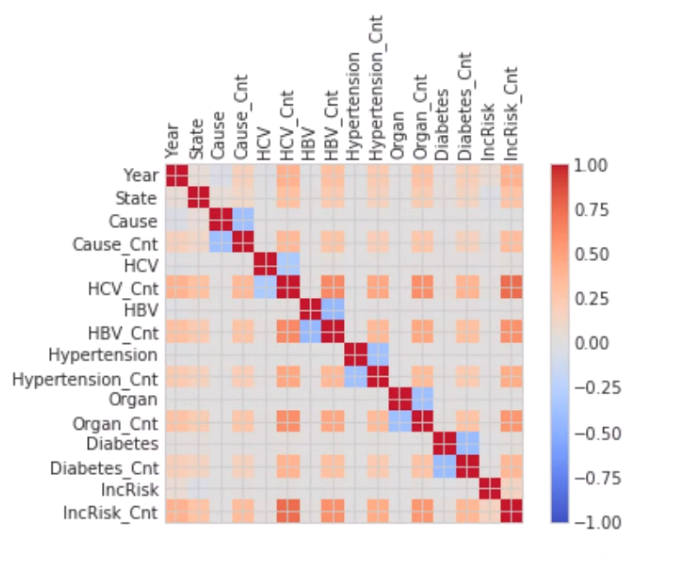 Year
State
Cause
Cause_Cnt
HCV
HCV_Cnt
HBV
HBV_Cnt
Hypertension
Hypertension_Cnt
Organ
Organ_Cnt
Diabetes
Diabetes_Cnt
IncRisk
IncRisk_Cnt
Year
State
Cause
Cause_Cnt
HCV
HCV_Cnt
HBV
HBV_Cnt
Hypertension
Hypertension_Cnt
Organ
Organ_Cnt
Diabetes
Diabetes_Cnt
IncRisk
IncRisk_Cnt
1.00
0.75
0.50
0.25
0.00
−0.25
−0.50
−0.75
−1.00